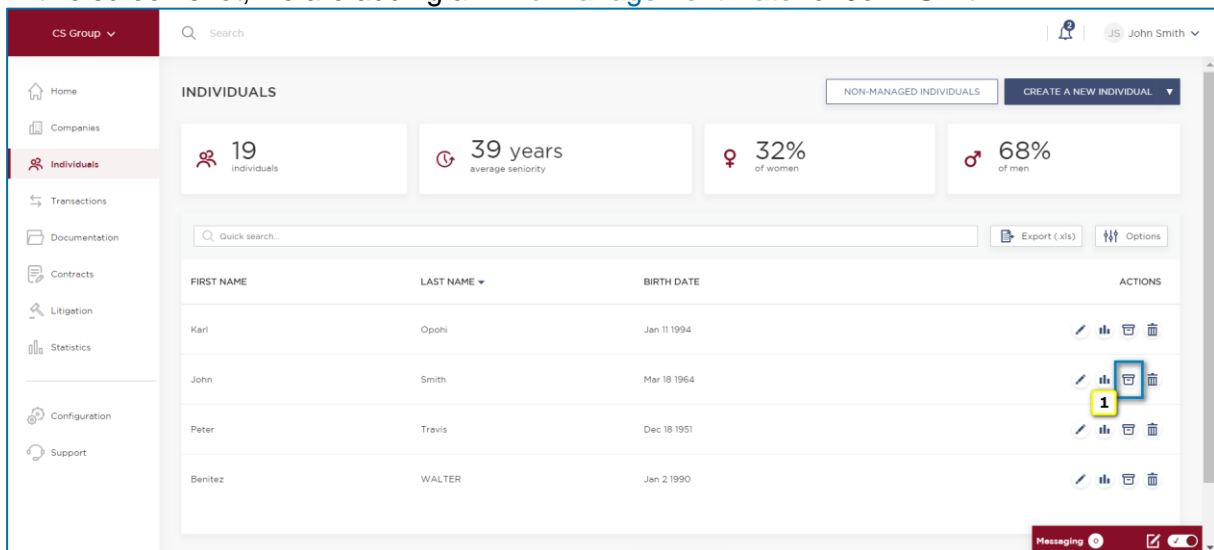 CS Group
Search
2
JS John Smith
Home
Companies
Individuals
Transactions
Documentation
Contracts
Litigation
Statistics
Configuration
Support
INDIVIDUALS
NON-MANAGED INDIVIDUALS
CREATE A NEW INDIVIDUAL
19
individuals
39 years
average seniority
32%
of women
68%
of men
Quick search...
Export (.xls)
Options
FIRST NAME LAST NAME BIRTH DATE ACTIONS
Karl Opohi Jan 11 1994
John Smith Mar 18 1964
1
Peter Travis Dec 18 1951
Benitez WALTER Jan 2 1990
Messaging 0